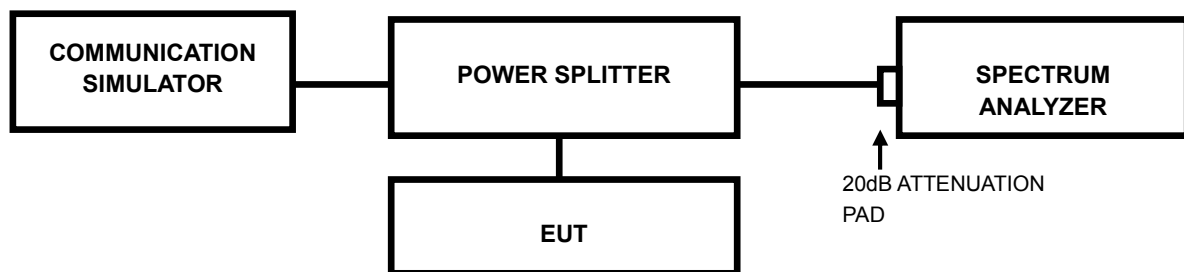 COMMUNICATION
SIMULATOR
POWER SPLITTER
SPECTRUM
ANALYZER
20dB ATTENUATION
PAD
EUT